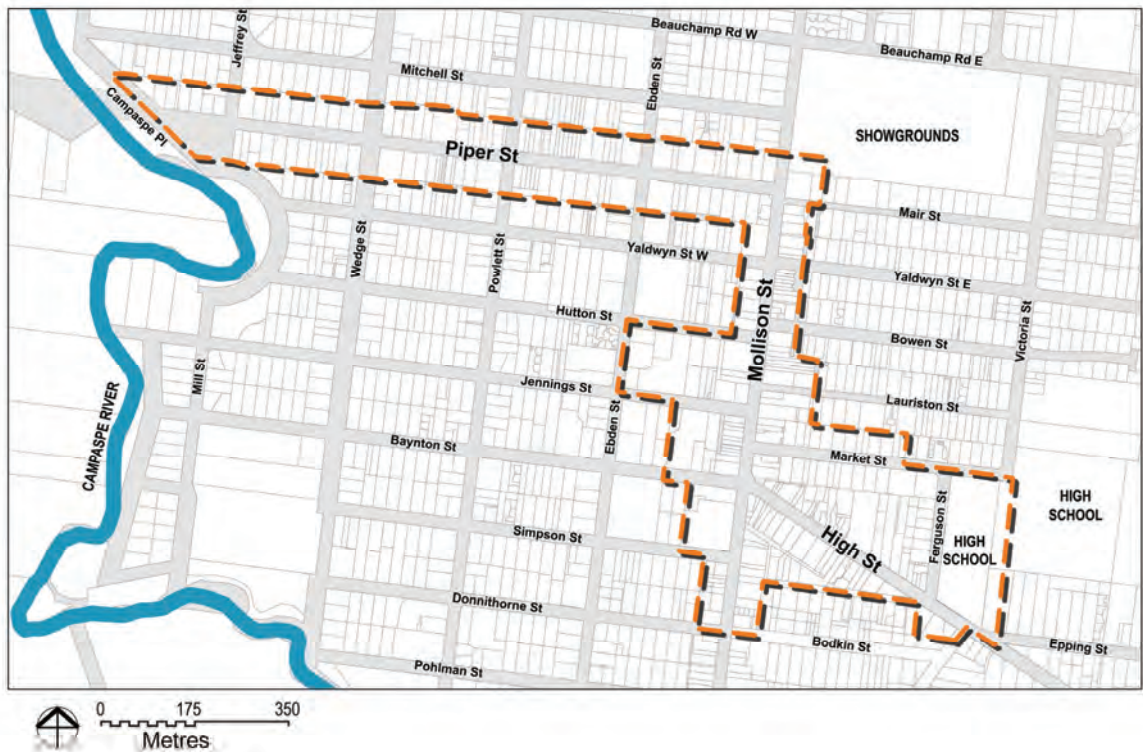 Beauchamp Rd W
Beauchamp Rd E
Jeffrey St
Mitchell St
Ebden St
Campaspe Pl
SHOWGROUNDS
Piper St
Mair St
Wedge St
Powlett St
Yaldwyn St W
Yaldwyn St E
Mollison St
Hutton St
Bowen St
Victoria St
Mill St
Jennings St
Lauriston St
Ebden St
CAMPASPE RIVER
Baynton St
Market St
HIGH
SCHOOL
Ferguson St
Simpson St
High St
HIGH
SCHOOL
Donnithorne St
Bodkin St
Epping St
Pohlman St
0 175 350
Metres